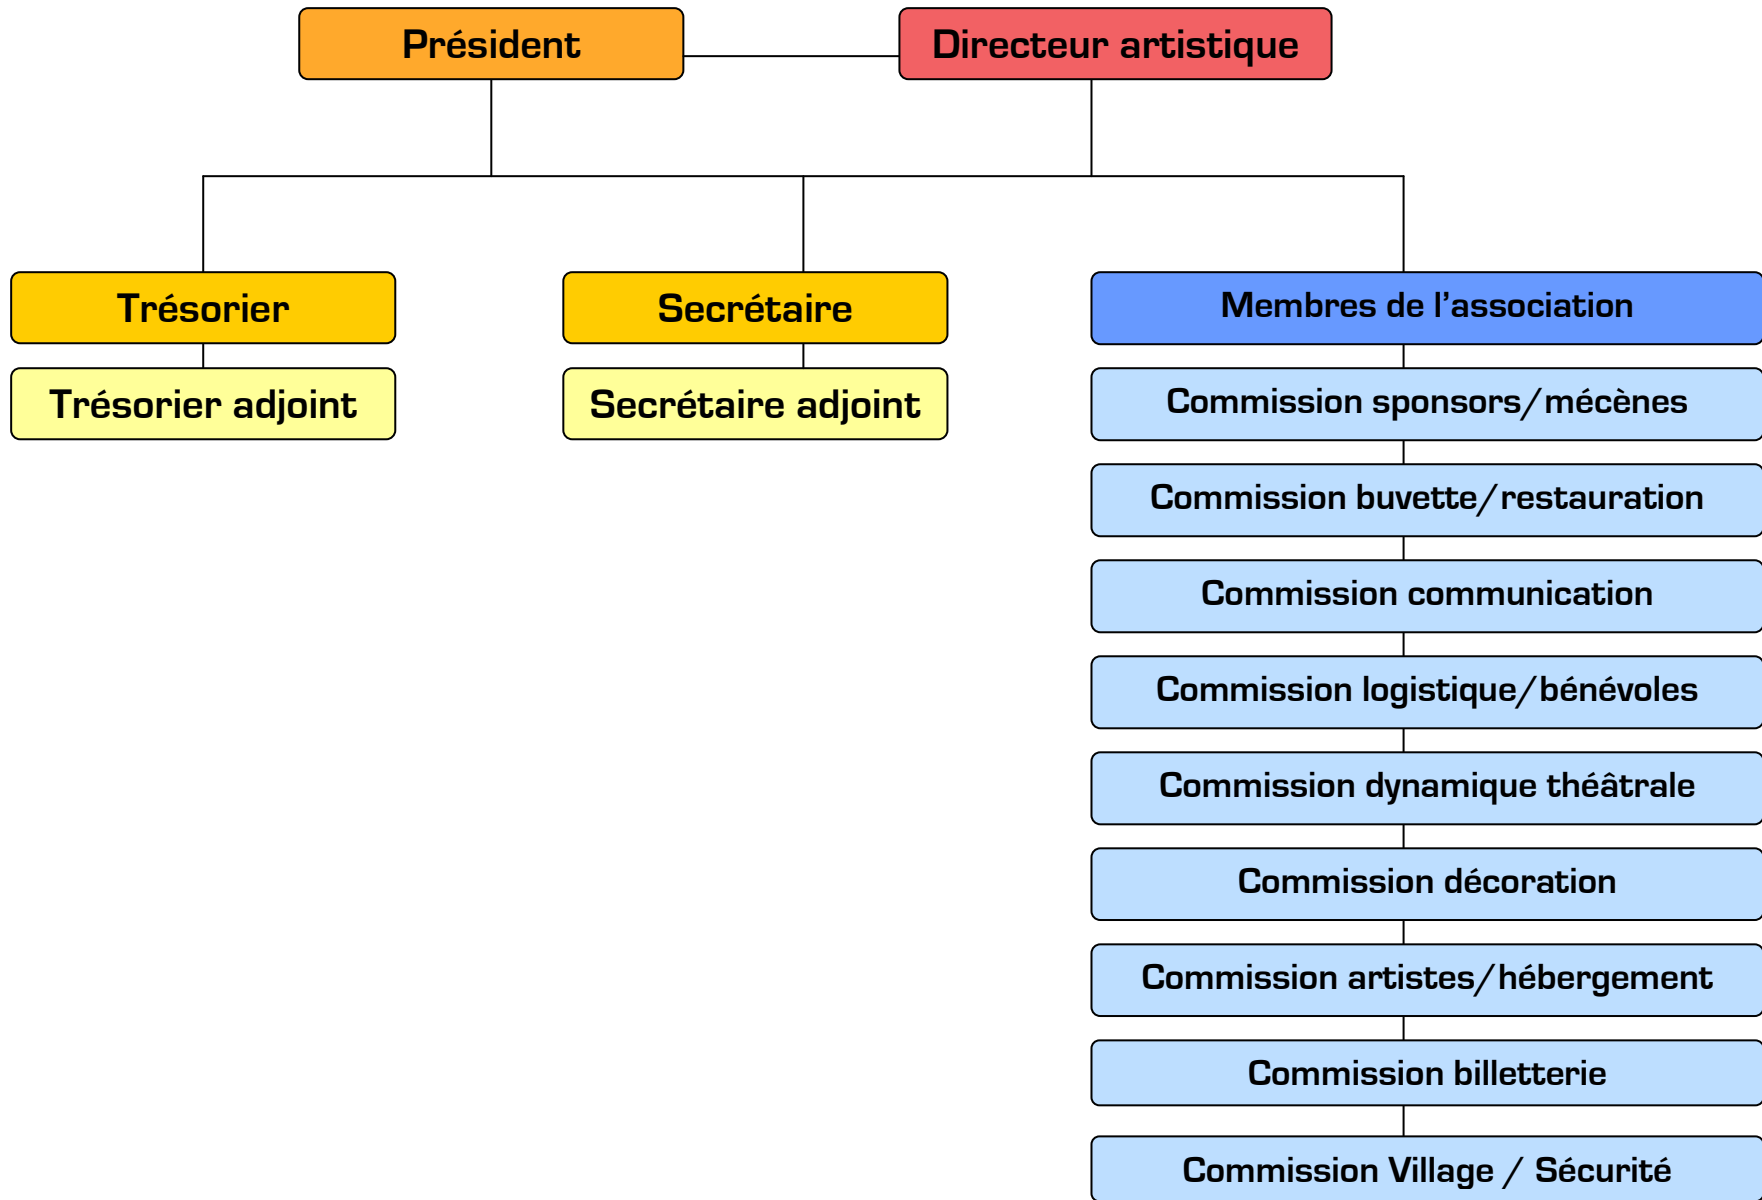 Président
Directeur artistique
Trésorier
Secrétaire
Membres de l'association
Trésorier adjoint
Secrétaire adjoint
Commission sponsors/mécènes
Commission buvette/restauration
Commission communication
Commission logistique/bénévoles
Commission dynamique théâtrale
Commission décoration
Commission artistes/hébergement
Commission billetterie
Commission Village / Sécurité